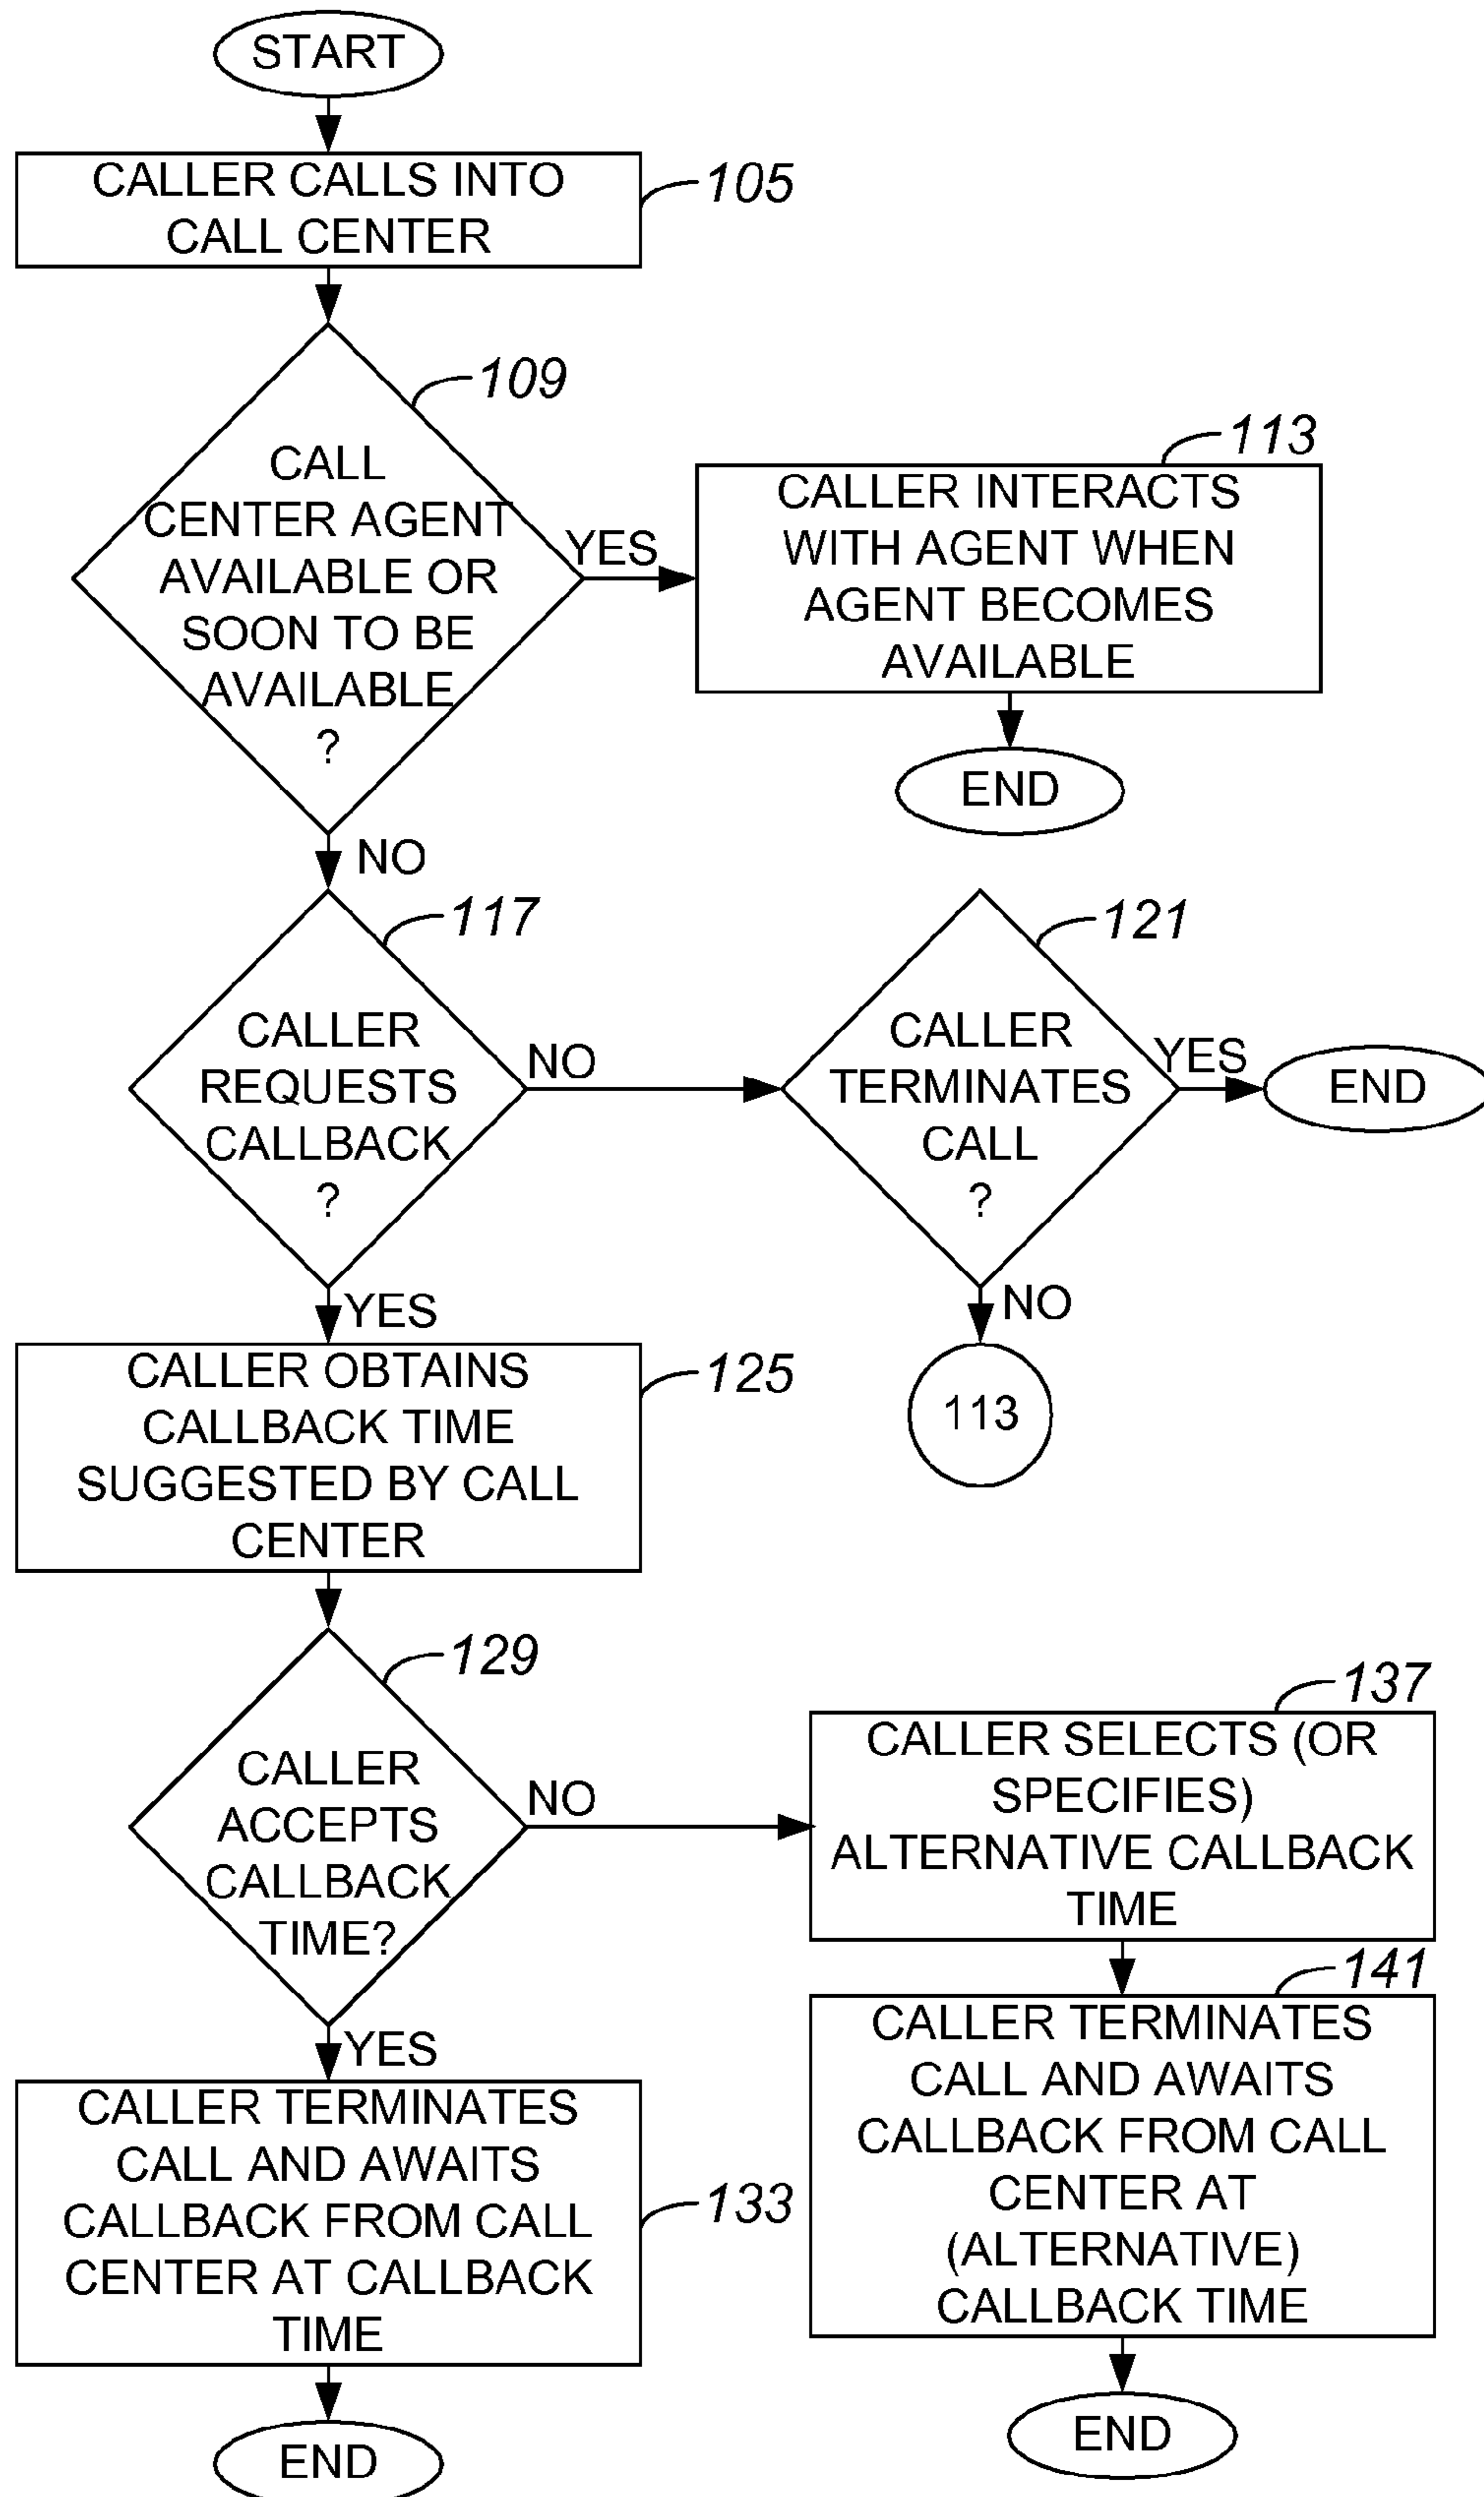 START
CALLER CALLS INTO
CALL CENTER
105
109
CALL
CENTER AGENT
AVAILABLE OR
SOON TO BE
AVAILABLE
?
YES
113
CALLER INTERACTS
WITH AGENT WHEN
AGENT BECOMES
AVAILABLE
END
NO
117
CALLER
REQUESTS
CALLBACK
?
NO
121
CALLER
TERMINATES
CALL
?
YES
END
NO
113
YES
CALLER OBTAINS
CALLBACK TIME
SUGGESTED BY CALL
CENTER
125
129
CALLER
ACCEPTS
CALLBACK
TIME?
NO
137
CALLER SELECTS (OR
SPECIFIES)
ALTERNATIVE CALLBACK
TIME
141
CALLER TERMINATES
CALL AND AWAITS
CALLBACK FROM CALL
CENTER AT
(ALTERNATIVE)
CALLBACK TIME
END
YES
CALLER TERMINATES
CALL AND AWAITS
CALLBACK FROM CALL
CENTER AT CALLBACK
TIME
133
END